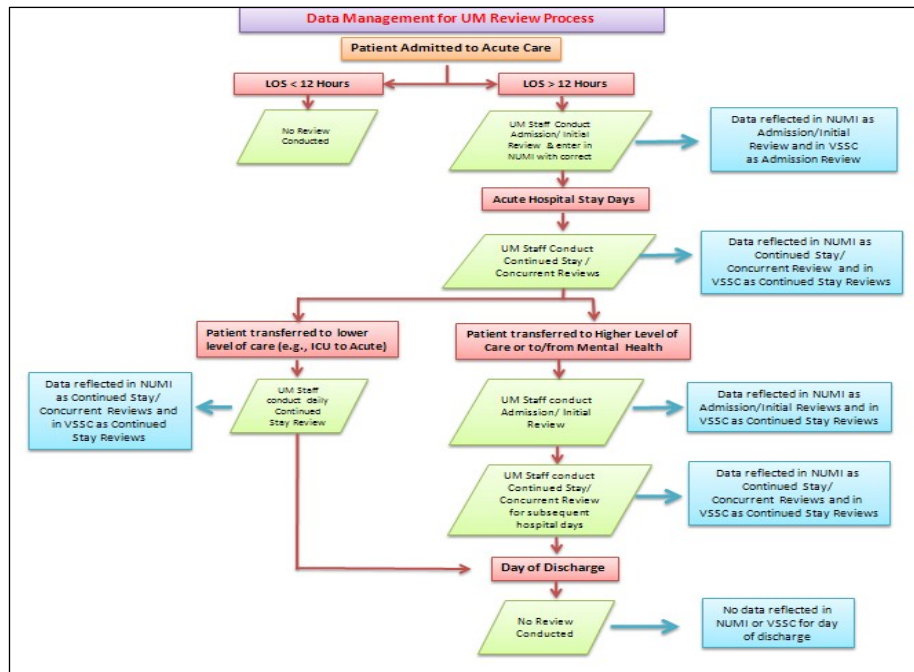 Data Management for UM Review Process
Patient Admitted to Acute Care
LOS < 12 Hours
LOS > 12 Hours
No Review
Conducted
UM Staff Conduct
Admission/ Initial
Review & enter in
NUMI with correct
Data reflected in NUMI as
Admission/Initial
Review and in VSSC
as Admission Review
Acute Hospital Stay Days
UM Staff Conduct
Continued Stay /
Concurrent Reviews
Data reflected in NUMI as
Continued Stay/
Concurrent Review and in
VSSC as Continued Stay Reviews
Patient transferred to lower
level of care (e.g., ICU to Acute)
Patient transferred to Higher Level of
Care or to/from Mental Health
Data reflected in NUMI
as Continued Stay/
Concurrent Reviews and
in VSSC as Continued
Stay Reviews
UM Staff
conduct daily
Continued
Stay Review
UM Staff conduct
Admission/ Initial
Review
Data reflected in NUMI as
Admission/Initial Reviews and in
VSSC as Continued Stay Reviews
UM Staff conduct
Continued Stay/
Concurrent Review
for subsequent
hospital days
Data reflected in NUMI as
Continued Stay/
Concurrent Reviews and in
VSSC as Continued Stay Reviews
Day of Discharge
No Review
Conducted
No data reflected in
NUMI or VSSC for day
of discharge